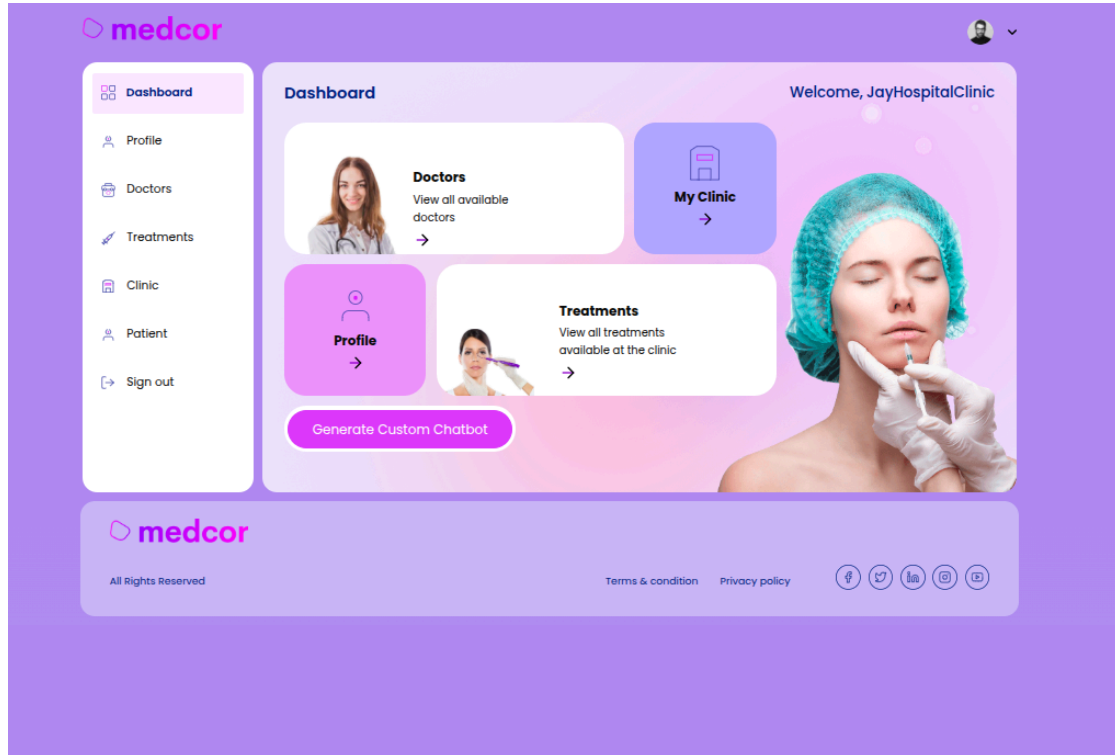 medcor
Dashboard
Profile
Doctors
Treatments
Clinic
Patient
Sign out
Dashboard
Welcome, JayHospitalClinic
Doctors
View all available
doctors
My Clinic
Profile
Treatments
View all treatments
available at the clinic
Generate Custom Chatbot
medcor
All Rights Reserved
Terms & condition
Privacy policy